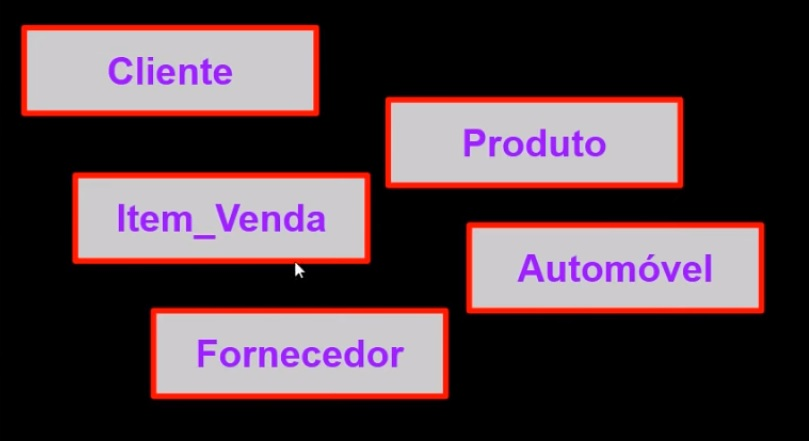 Cliente
Produto
Item_Venda
Automóvel
Fornecedor